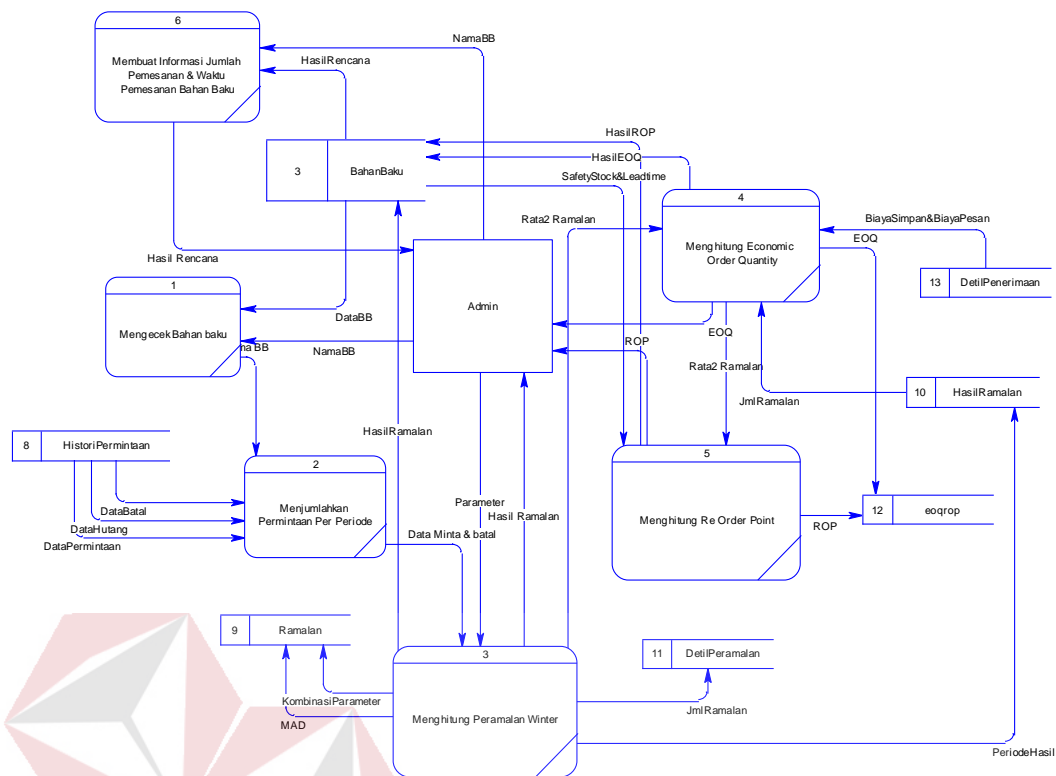 6
Membuat Informasi Jumlah
Pemesanan & Waktu
Pemesanan Bahan Baku
NamaBB
HasilRencana
3
BahanBaku
HasilROP
HasilEOQ
SafetyStock&Leadtime
4
Menghitung Economic
Order Quantity
Rata2 Ramalan
BiayaSimpan&BiayaPesan
EOQ
13
DetilPenerimaan
Hasil Rencana
1
Mengecek Bahan baku
DataBB
NamaBB
Admin
EOQ
ROP
Rata2 Ramalan
JmlRamalan
10
HasilRamalan
8
HistoriPermintaan
HasilRamalan
2
Menjumlahkan
Permintaan Per Periode
DataBatal
DataHutang
DataPermintaan
Parameter
Hasil Ramalan
Data Minta & batal
5
Menghitung Re Order Point
ROP
12
eoqrop
9
Ramalan
KombinasiParameter
MAD
3
Menghitung Peramalan Winter
11
DetilPeramalan
JmlRamalan
PeriodeHasil